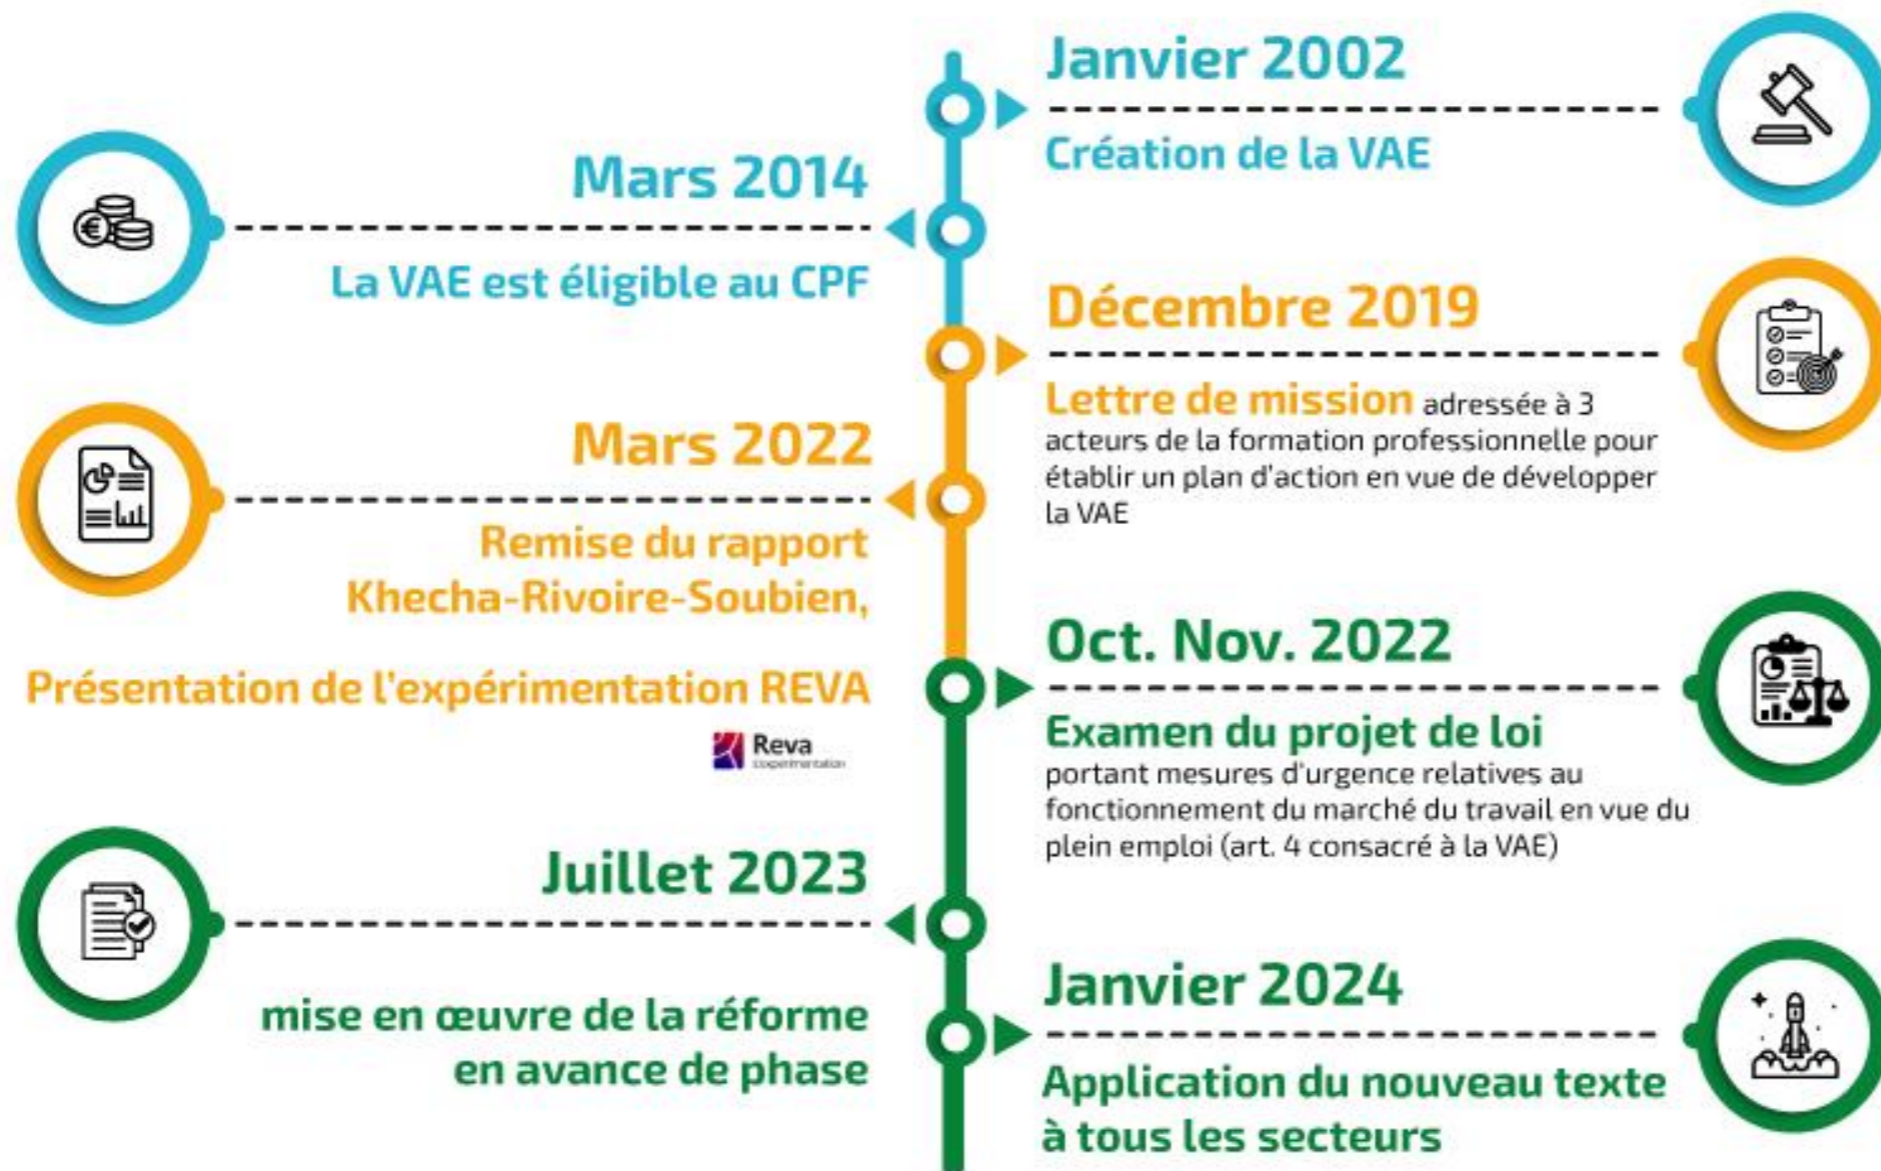 Janvier 2002
Création de la VAE
Mars 2014
La VAE est éligible au CPF
Décembre 2019
Lettre de mission adressée à 3
acteurs de la formation professionnelle pour
établir un plan d'action en vue de développer
la VAE
Mars 2022
Remise du rapport
Khecha-Rivoire-Soubien,
Présentation de l'expérimentation REVA
Reva
L'expérimentation
Oct. Nov. 2022
Examen du projet de loi
portant mesures d'urgence relatives au
fonctionnement du marché du travail en vue du
plein emploi (art. 4 consacré à la VAE)
Juillet 2023
mise en œuvre de la réforme
en avance de phase
Janvier 2024
Application du nouveau texte
à tous les secteurs